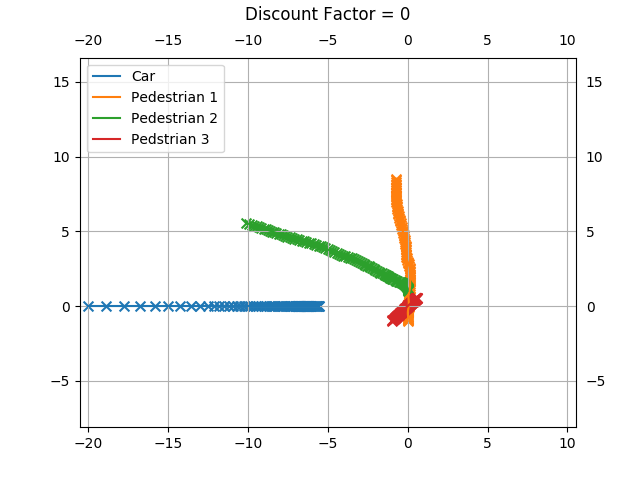 Discount Factor = 0
−20 −15 −10 −5 0 5 10
Car
Pedestrian 1
Pedestrian 2
Pedstrian 3
15 15
10 10
5 5
0 0
−5 −5
−20 −15 −10 −5 0 5 10